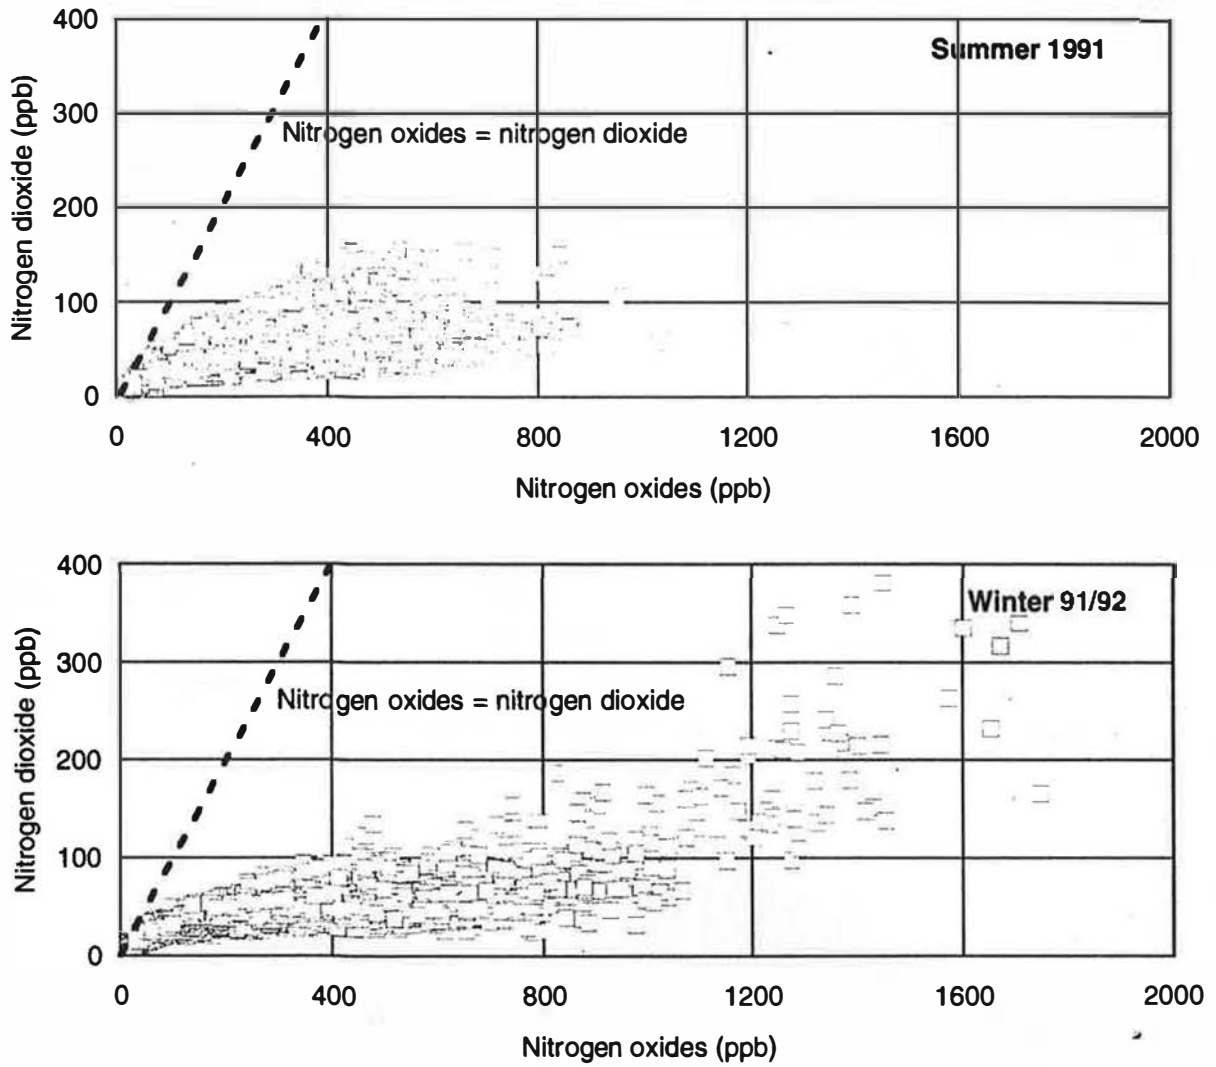 400
Summer 1991
300
Nitrogen oxides = nitrogen dioxide
200
100
0
Nitrogen dioxide (ppb)
0 400 800 1200 1600 2000
Nitrogen oxides (ppb)
400
Winter 91/92
300
Nitrogen oxides = nitrogen dioxide
200
100
0
Nitrogen dioxide (ppb)
0 400 800 1200 1600 2000
Nitrogen oxides (ppb)